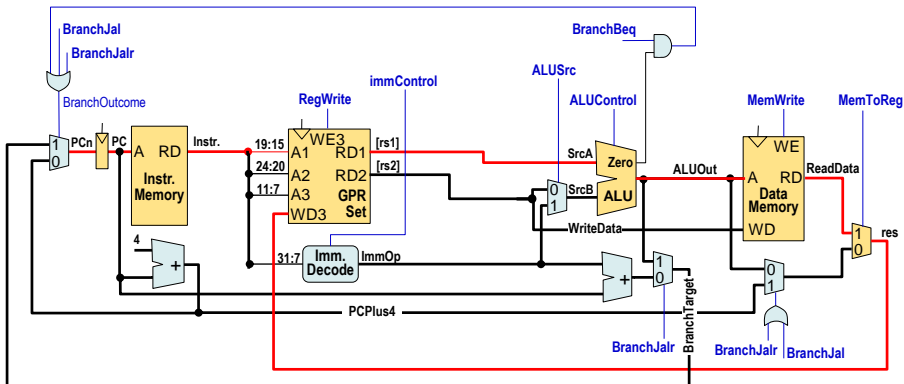 BranchJal
BranchJalr
BranchOutcome
1
0
PCn
PC
A RD
Instr.
Memory
Instr.
4
+
PCPlus4
immControl
RegWrite
19:15
24:20
11:7
31:7
WE3
A1 RD1
A2 RD2
A3 GPR
WD3 Set
[rs1]
[rs2]
Imm.
Decode
ImmOp
BranchBeq
ALUSrc
ALUControl
0
1
SrcA
SrcB
Zero
ALU
WriteData
+
1
0
BranchJalr
BranchTarget
ALUOut
MemWrite
WE
A RD
Data
Memory
WD
ReadData
MemToReg
1
0
res
0
1
BranchJalr
BranchJal